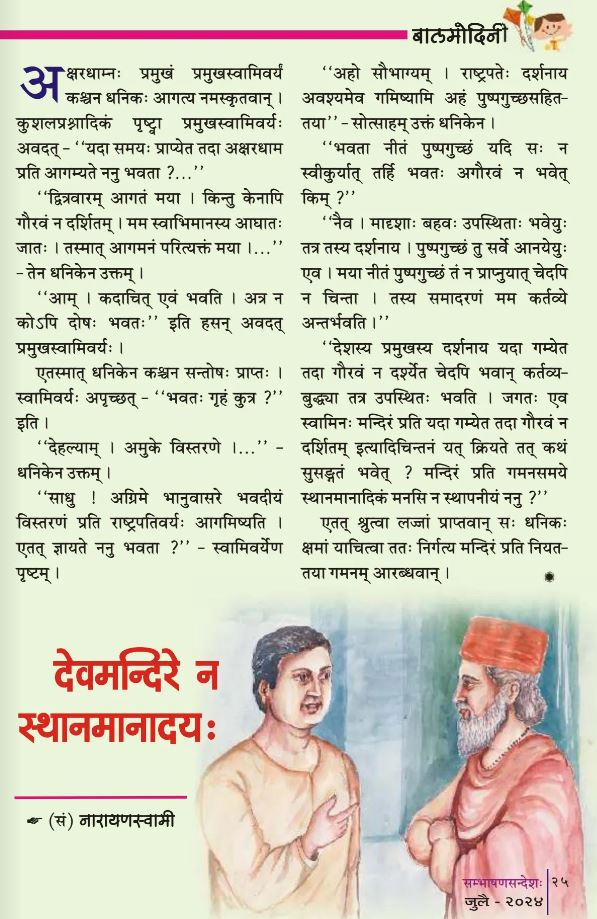 बालमोदिनी
अक्षरधाम्नः प्रमुखं प्रमुखस्वामिवर्यं
कश्चन धनिकः आगत्य नमस्कृतवान् ।
कुशलप्रश्नादिकं पृष्ट्वा प्रमुखस्वामिवर्यः
अवदत् – “यदा समयः प्राप्येत तदा अक्षरधाम
प्रति आगम्यते ननु भवता ?...”
“द्वित्रवारम् आगतं मया । किन्तु केनापि
गौरवं न दर्शितम् । मम स्वाभिमानस्य आघातः
जातः । तस्मात् आगमनं परित्यक्तं मया ।...”
– तेन धनिकेन उक्तम् ।
“आम् । कदाचित् एवं भवति । अत्र न
कोऽपि दोषः भवतः” इति हसन् अवदत्
प्रमुखस्वामिवर्यः ।
एतस्मात् धनिकेन कश्चन सन्तोषः प्राप्तः ।
स्वामिवर्यः अपृच्छत् – “भवतः गृहं कुत्र ?”
इति ।
“देहल्याम् । अमुके विस्तरणे ।...” –
धनिकेन उक्तम् ।
“साधु ! अग्रिमे भानुवासरे भवदीयं
विस्तरणं प्रति राष्ट्रपतिवर्यः आगमिष्यति ।
एतत् ज्ञायते ननु भवता ?” – स्वामिवर्येण
पृष्टम् ।
“अहो सौभाग्यम् । राष्ट्रपतेः दर्शनाय
अवश्यमेव गमिष्यामि अहं पुष्पगुच्छसहित–
तया” – सोत्साहम् उक्तं धनिकेन ।
“भवता नीतं पुष्पगुच्छं यदि सः न
स्वीकुर्यात् तर्हि भवतः अगौरवं न भवेत्
किम् ?”
“नैव । मादृशाः बहवः उपस्थिताः भवेयुः
तत्र तस्य दर्शनाय । पुष्पगुच्छं तु सर्वे आनयेयुः
एव । मया नीतं पुष्पगुच्छं तं न प्राप्नुयात् चेदपि
न चिन्ता । तस्य समादरणं मम कर्तव्ये
अन्तर्भवति ।”
“देशस्य प्रमुखस्य दर्शनाय यदा गम्येत
तदा गौरवं न दर्श्येत चेदपि भवान् कर्तव्य–
बुद्ध्या तत्र उपस्थितः भवति । जगतः एव
स्वामिनः मन्दिरं प्रति यदा गम्येत तदा गौरवं न
दर्शितम् इत्यादिचिन्तनं यत् क्रियते तत् कथं
सुसङ्गतं भवेत् ? मन्दिरं प्रति गमनसमये
स्थानमानादिकं मनसि न स्थापनीयं ननु ?”
एतत् श्रुत्वा लज्जां प्राप्तवान् सः धनिकः
क्षमां याचित्वा ततः निर्गत्य मन्दिरं प्रति नियत–
तया गमनम् आरब्धवान् ।
देवमन्दिरे न
स्थानमानादयः
☛ (सं) नारायणस्वामी
सम्भाषणसन्देशः २५
जुलै - २०२४